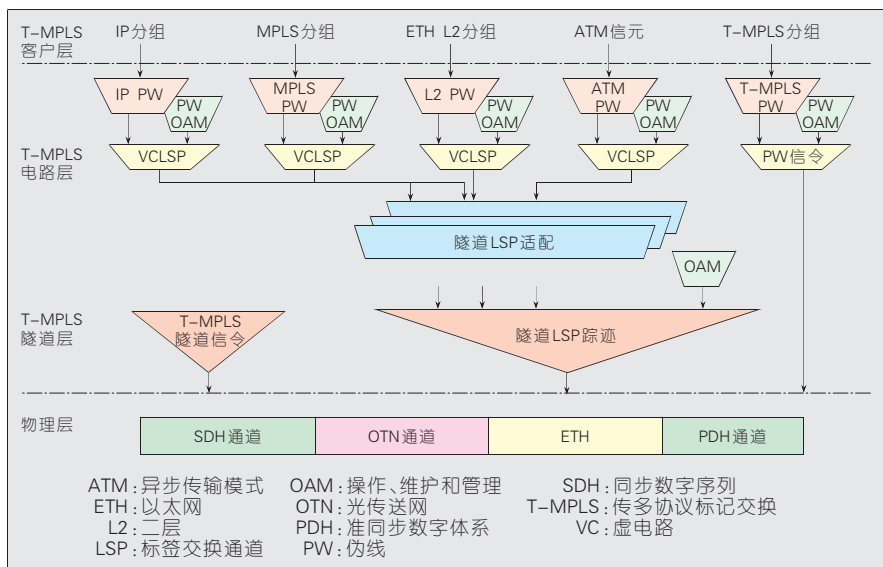 T-MPLS
客户层
IP分组
MPLS分组
ETH L2分组
ATM信元
T-MPLS分组
IP PW
PW
OAM
MPLS
PW
PW
OAM
L2 PW
PW
OAM
ATM
PW
PW
OAM
T-MPLS
PW
PW
OAM
T-MPLS
电路层
VCLSP
VCLSP
VCLSP
VCLSP
PW信令
隧道LSP适配
OAM
T-MPLS
隧道层
T-MPLS
隧道信令
隧道LSP踪迹
物理层
SDH通道
OTN通道
ETH
PDH通道
ATM:异步传输模式 OAM:操作、维护和管理 SDH:同步数字序列
ETH:以太网 OTN:光传送网 T-MPLS:传多协议标记交换
L2:二层 PDH:准同步数字体系 VC:虚电路
LSP:标签交换通道 PW:伪线